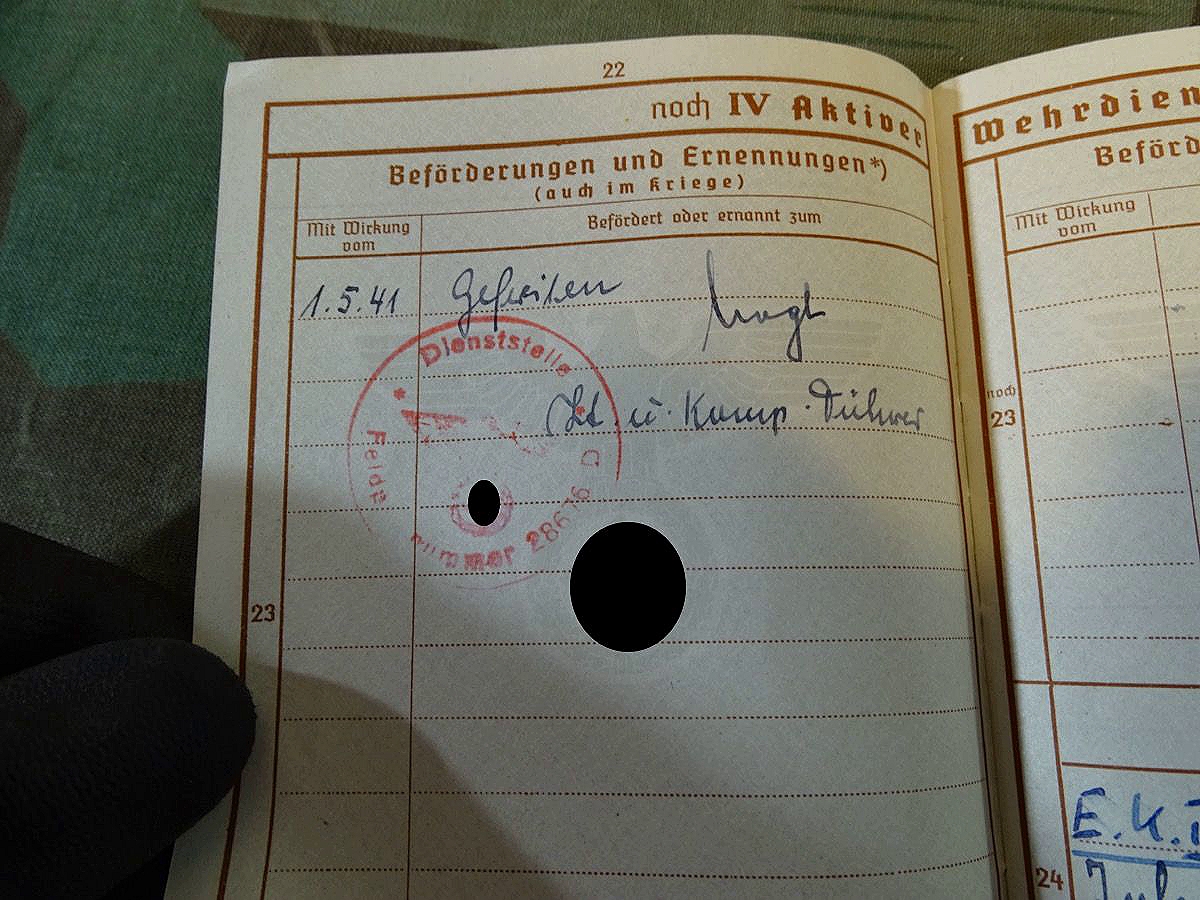 22
noch IV Aktiver
Wehrdien
Beförderungen und Ernennungen*)
(auch im Kriege)
Mit Wirkung
vom
Befördert oder ernannt zum
1.5.41 Gefreiten
Lt. u. Komp. Führer
Dienststelle
Feldp nummer 28679 D
23
Beförd
Mit Wirkung
vom
noch
23
E.K.I
24